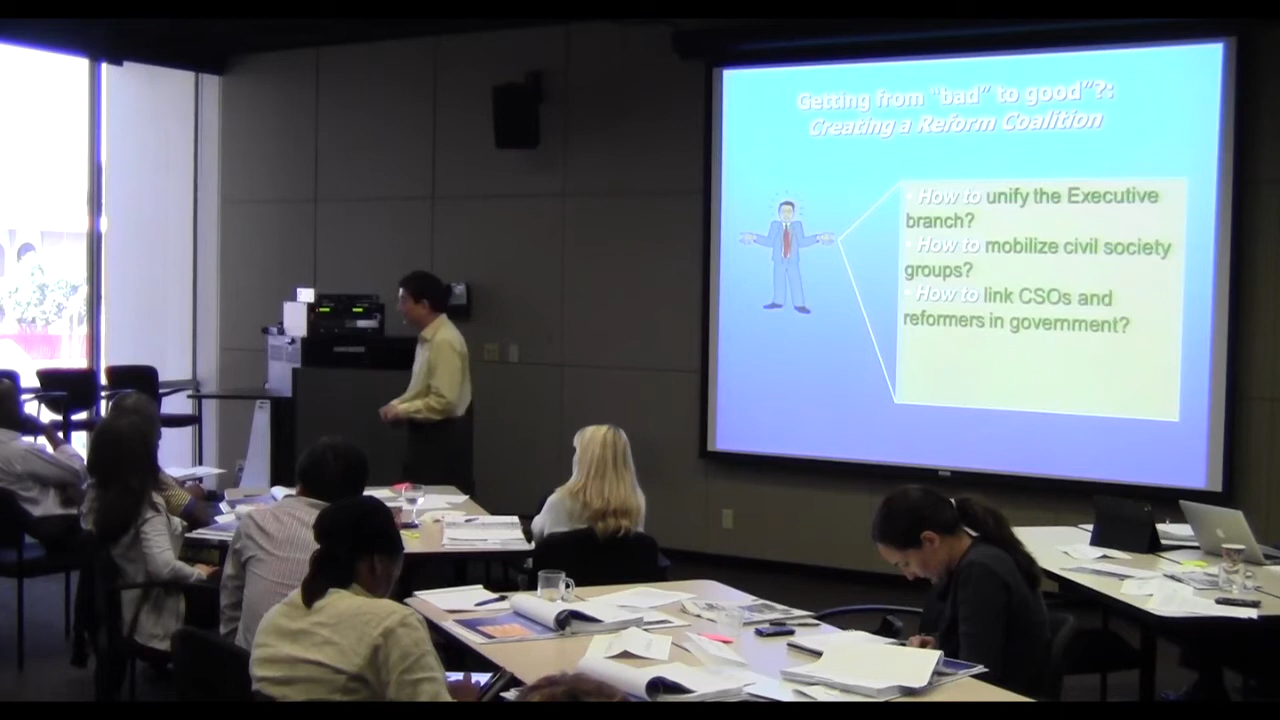 Getting from “bad” to good”?:
Creating a Reform Coalition
• How to unify the Executive
branch?
• How to mobilize civil society
groups?
• How to link CSOs and
reformers in government?